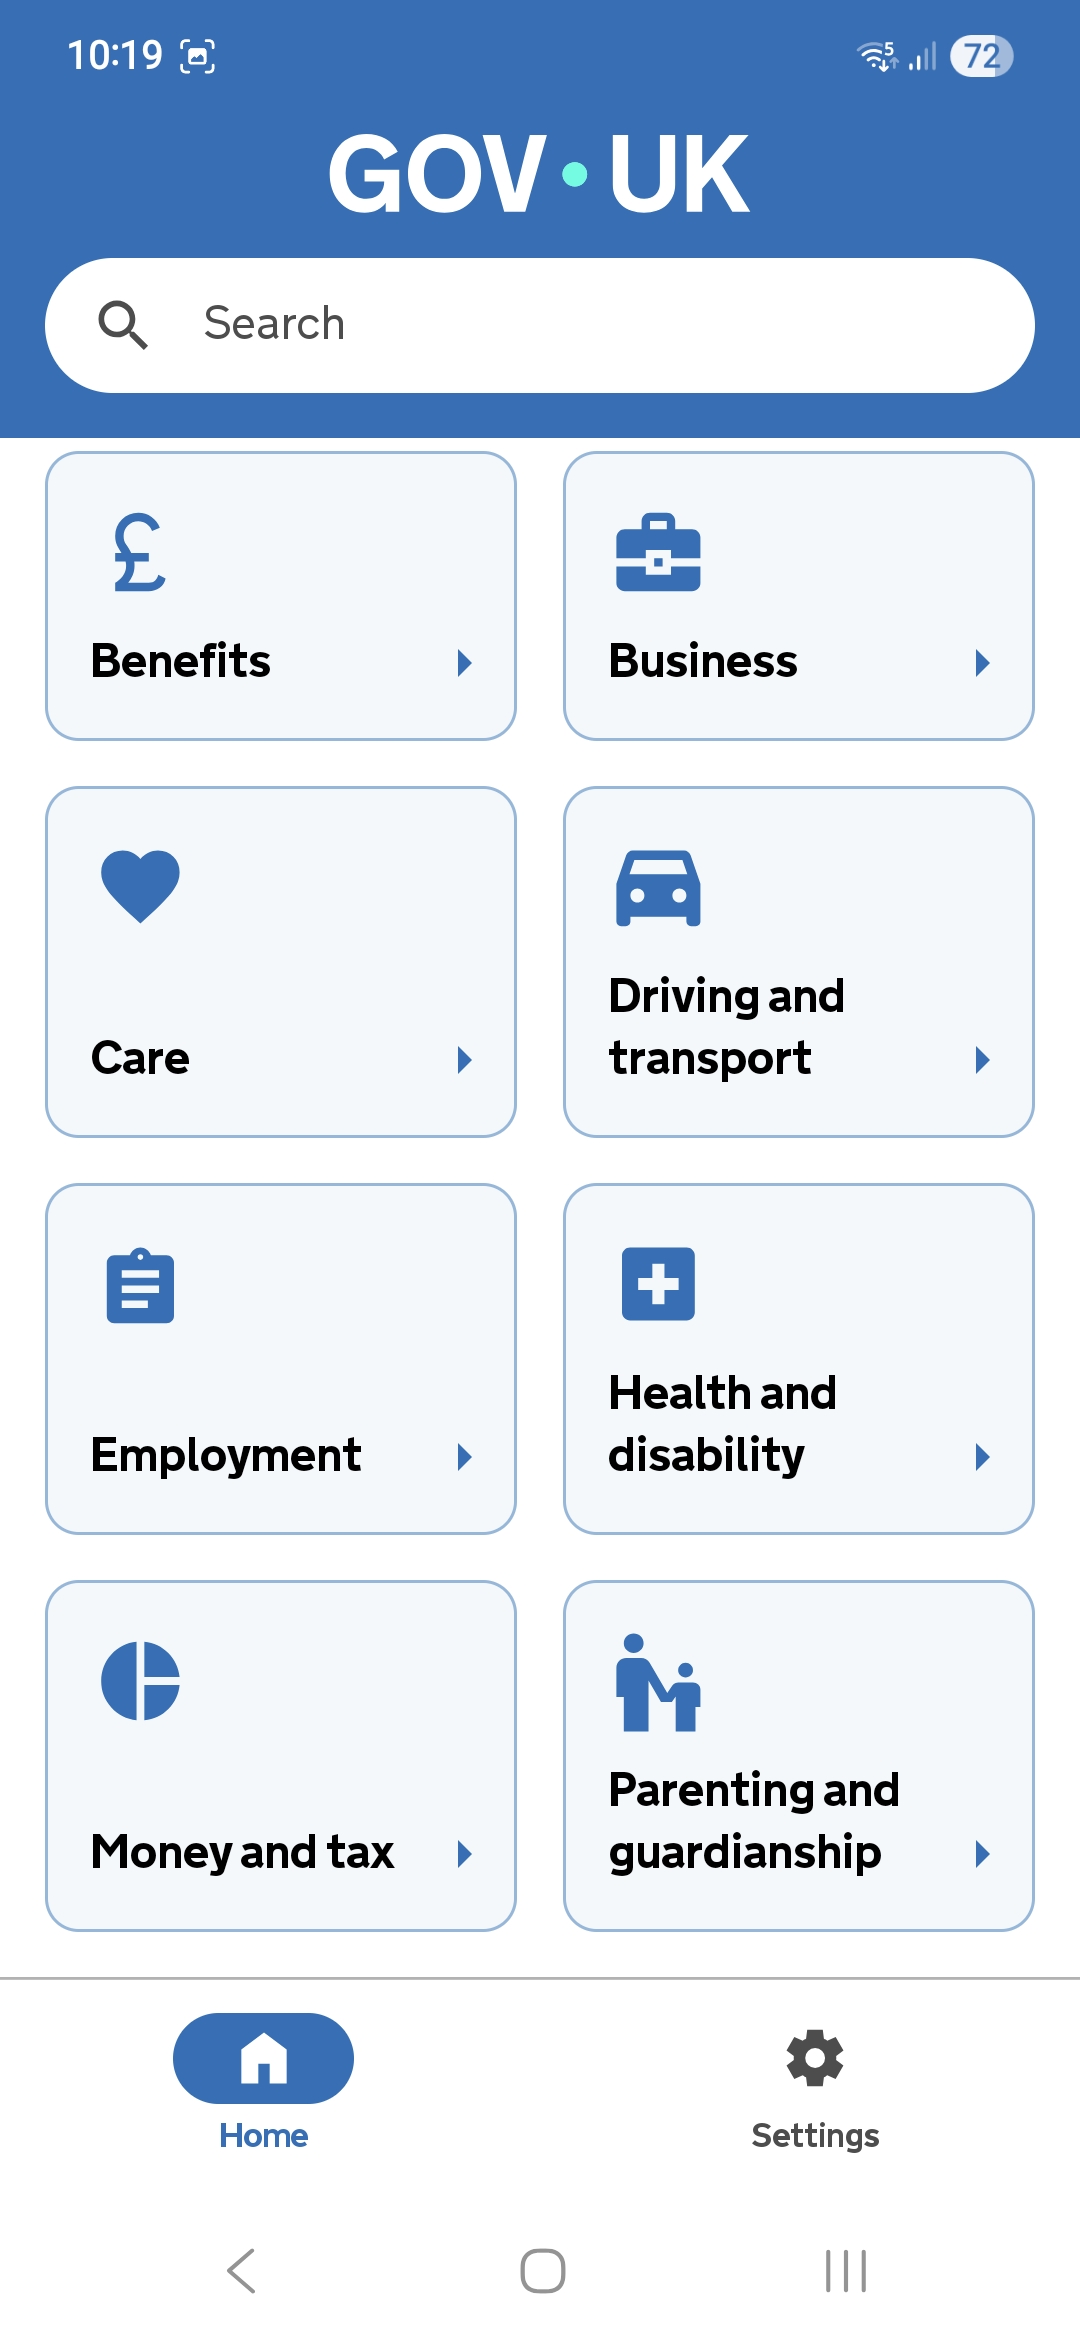 10:19
5
72
GOV·UK
Search
Benefits
Business
Care
Driving and
transport
Employment
Health and
disability
Money and tax
Parenting and
guardianship
Home
Settings